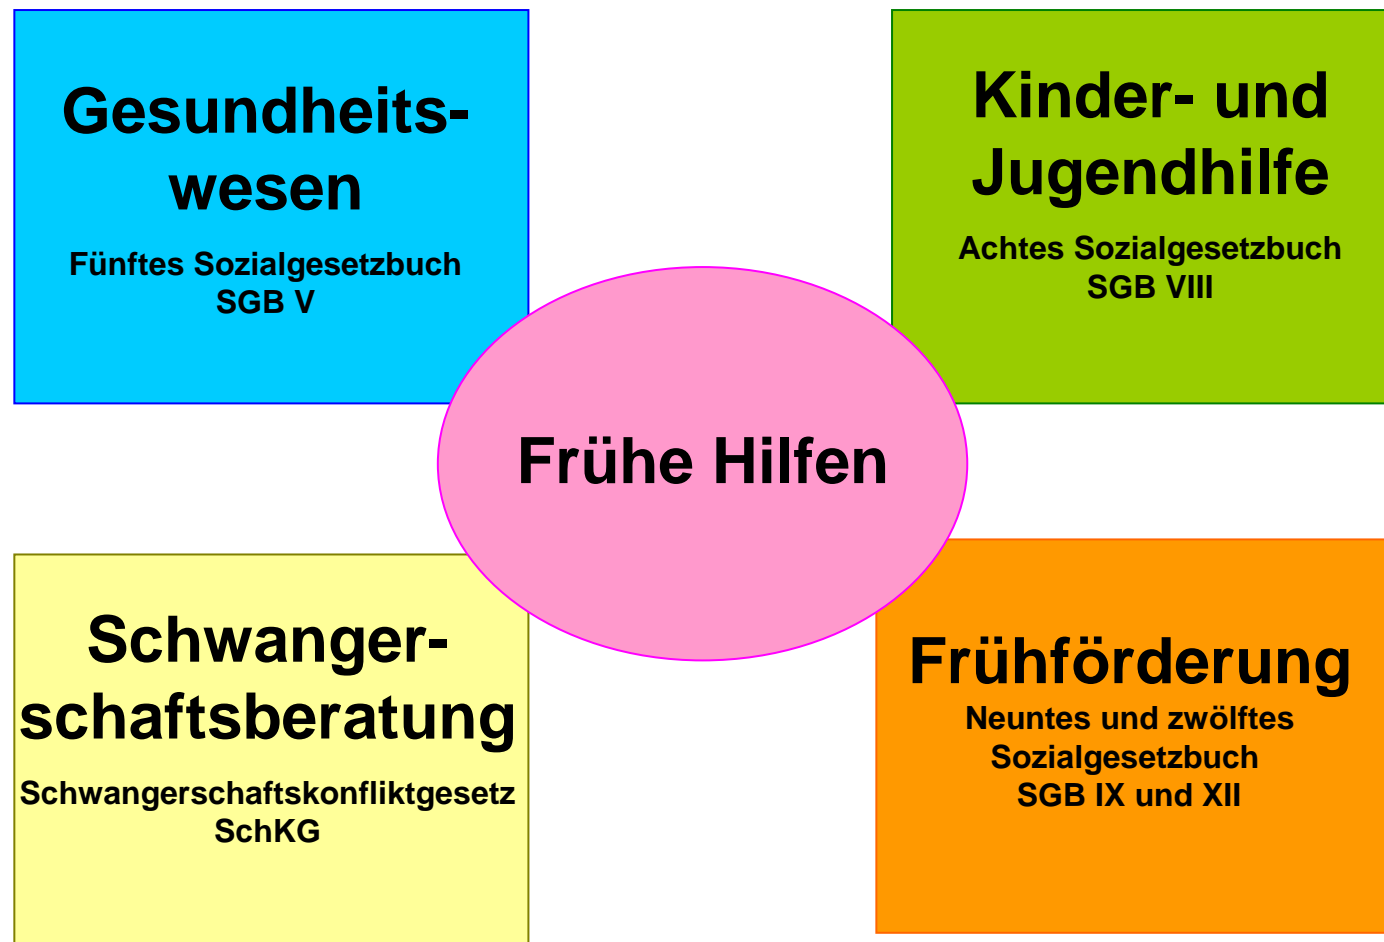 Gesundheits-
wesen
Fünftes Sozialgesetzbuch
SGB V
Kinder- und
Jugendhilfe
Achtes Sozialgesetzbuch
SGB VIII
Frühe Hilfen
Schwanger-
schaftsberatung
Schwangerschaftskonfliktgesetz
SchKG
Frühförderung
Neuntes und zwölftes
Sozialgesetzbuch
SGB IX und XII